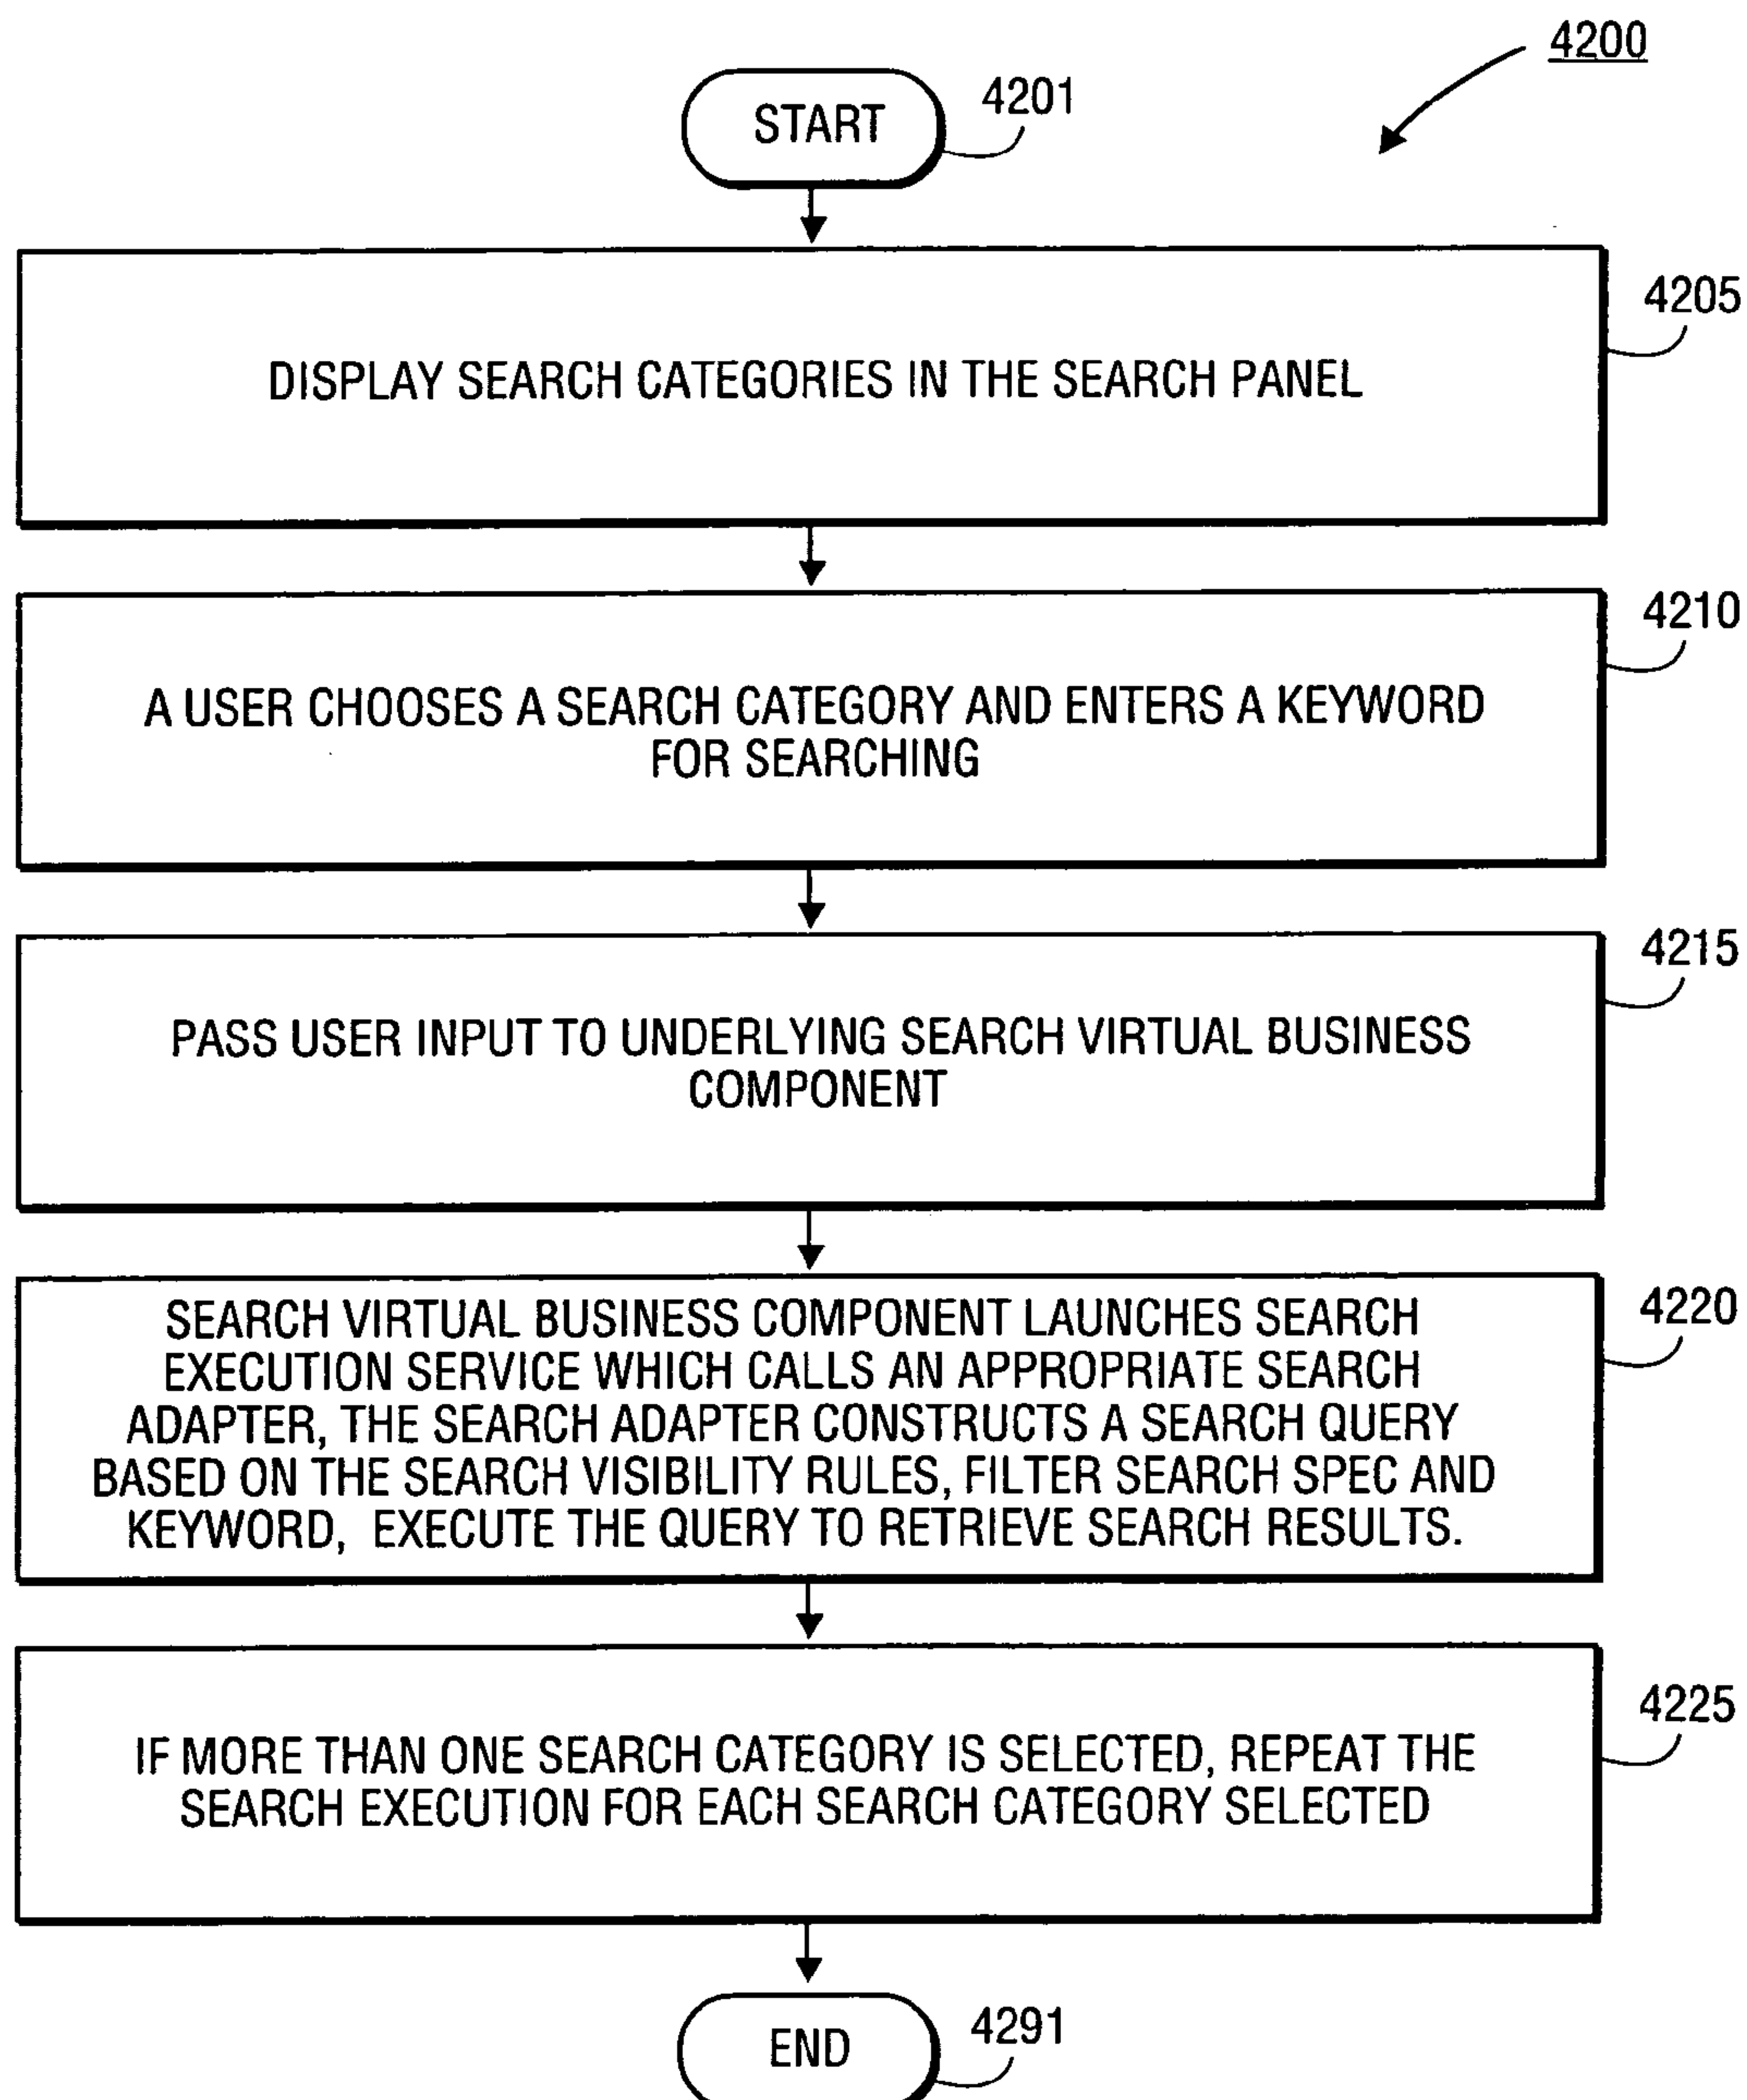 4200
START
4201
4205
DISPLAY SEARCH CATEGORIES IN THE SEARCH PANEL
4210
A USER CHOOSES A SEARCH CATEGORY AND ENTERS A KEYWORD
FOR SEARCHING
4215
PASS USER INPUT TO UNDERLYING SEARCH VIRTUAL BUSINESS
COMPONENT
4220
SEARCH VIRTUAL BUSINESS COMPONENT LAUNCHES SEARCH
EXECUTION SERVICE WHICH CALLS AN APPROPRIATE SEARCH
ADAPTER, THE SEARCH ADAPTER CONSTRUCTS A SEARCH QUERY
BASED ON THE SEARCH VISIBILITY RULES, FILTER SEARCH SPEC AND
KEYWORD, EXECUTE THE QUERY TO RETRIEVE SEARCH RESULTS.
4225
IF MORE THAN ONE SEARCH CATEGORY IS SELECTED, REPEAT THE
SEARCH EXECUTION FOR EACH SEARCH CATEGORY SELECTED
END
4291